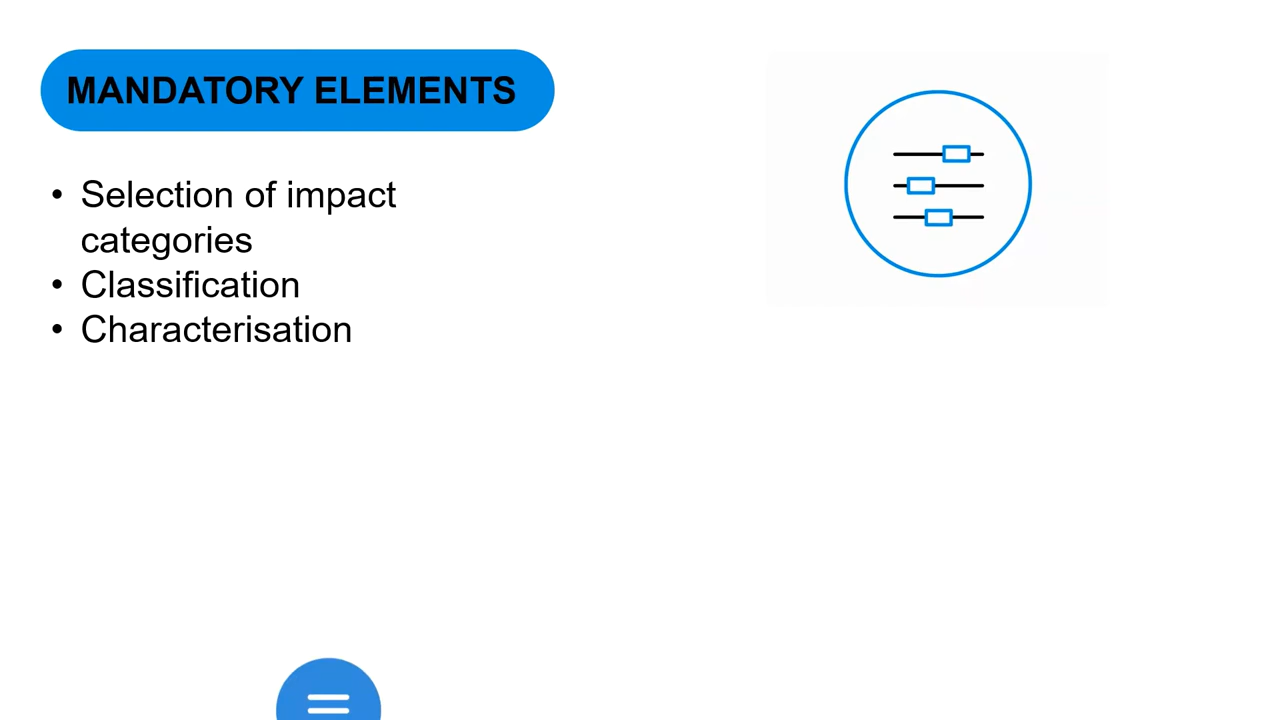 MANDATORY ELEMENTS
• Selection of impact
categories
• Classification
• Characterisation